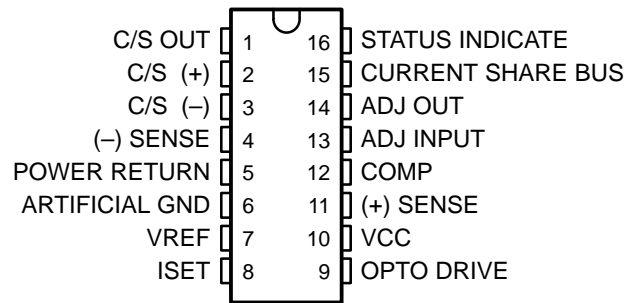 C/S OUT 1 16 STATUS INDICATE
C/S (+) 2 15 CURRENT SHARE BUS
C/S (–) 3 14 ADJ OUT
(–) SENSE 4 13 ADJ INPUT
POWER RETURN 5 12 COMP
ARTIFICIAL GND 6 11 (+) SENSE
VREF 7 10 VCC
ISET 8 9 OPTO DRIVE